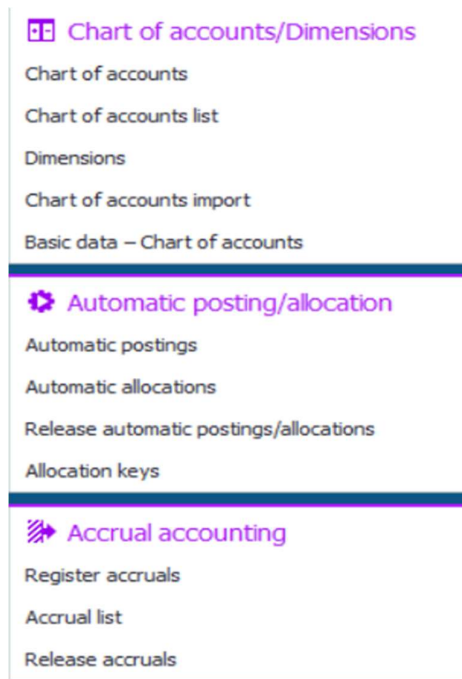 Chart of accounts/Dimensions
Chart of accounts
Chart of accounts list
Dimensions
Chart of accounts import
Basic data – Chart of accounts
Automatic posting/allocation
Automatic postings
Automatic allocations
Release automatic postings/allocations
Allocation keys
Accrual accounting
Register accruals
Accrual list
Release accruals